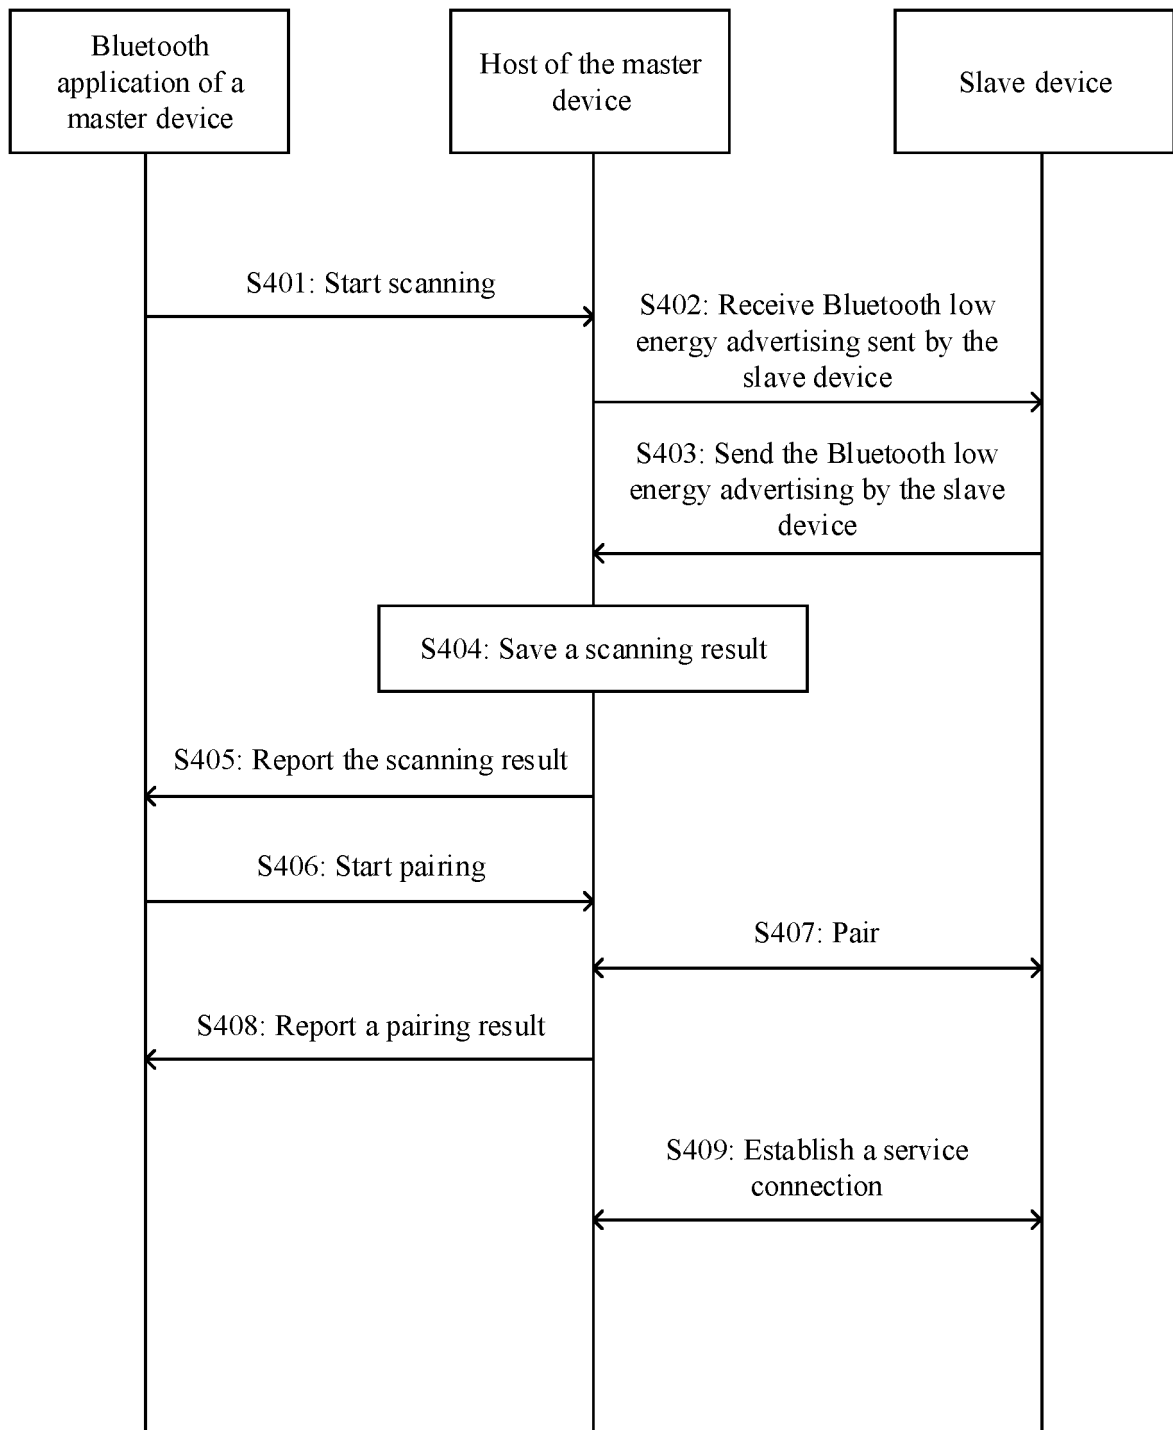 Bluetooth
application of a
master device
Host of the master
device
Slave device
S401: Start scanning
S402: Receive Bluetooth low
energy advertising sent by the
slave device
S403: Send the Bluetooth low
energy advertising by the slave
device
S404: Save a scanning result
S405: Report the scanning result
S406: Start pairing
S407: Pair
S408: Report a pairing result
S409: Establish a service
connection